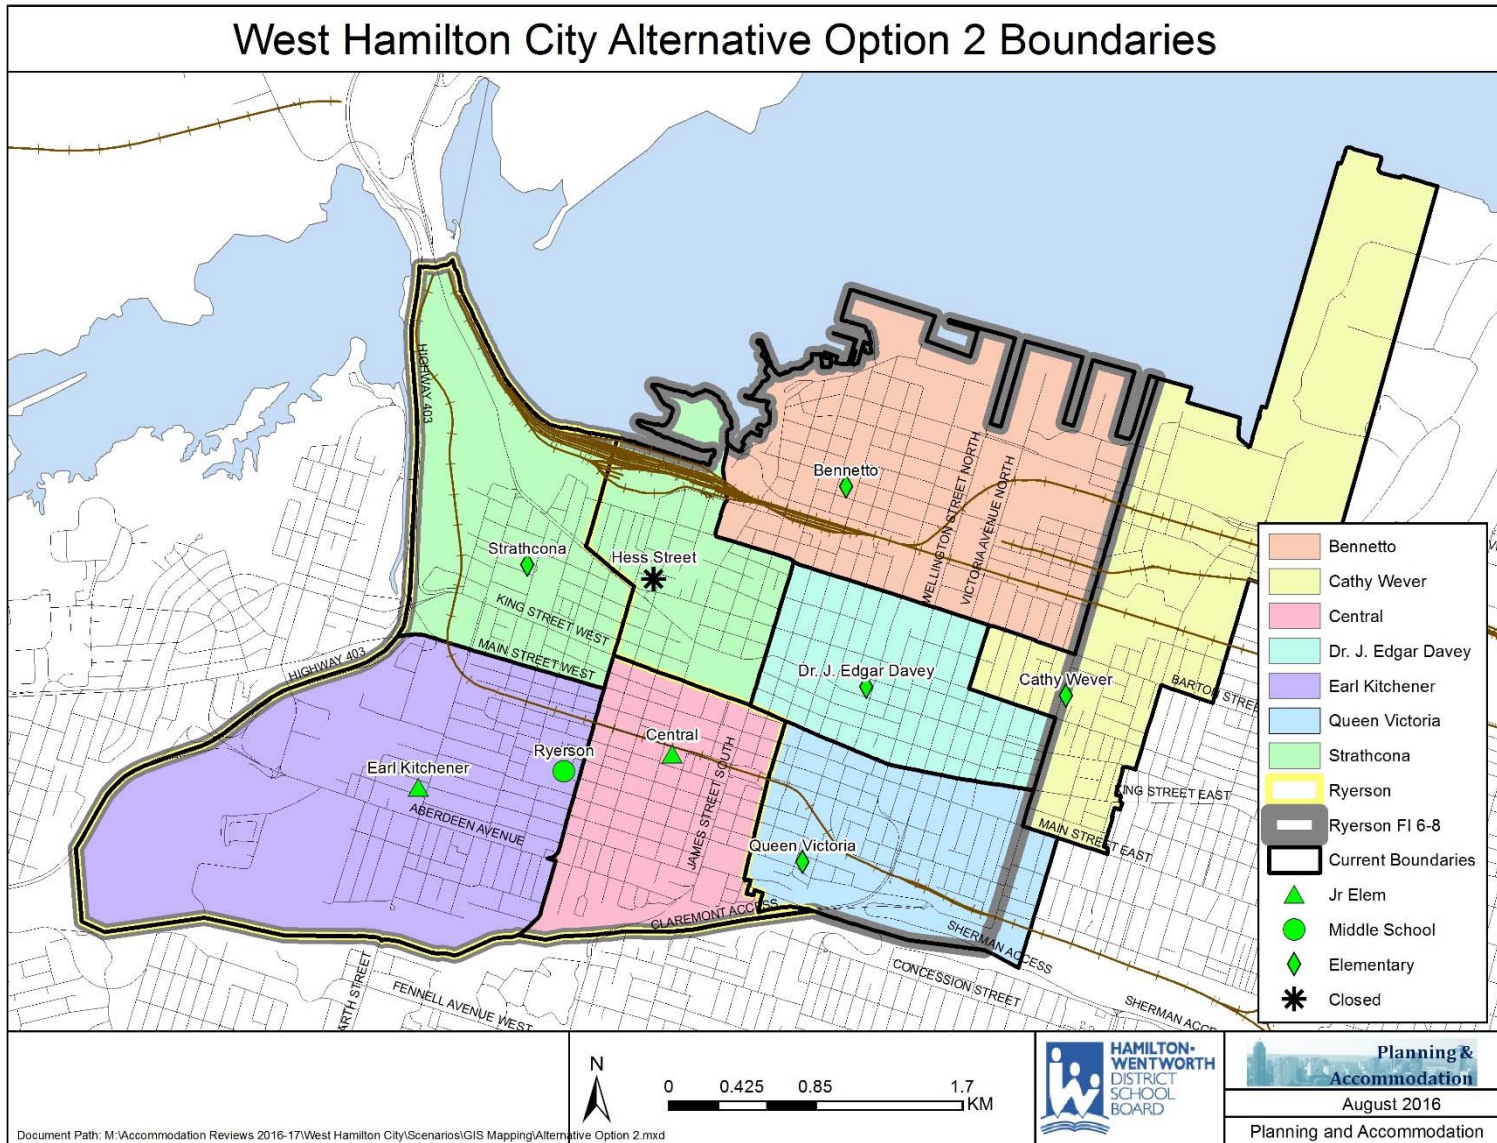 West Hamilton City Alternative Option 2 Boundaries
HIGHWAY 403
Bennetto
WELLINGTON STREET NORTH
VICTORIA AVENUE NORTH
Strathcona
Hess Street
KING STREET WEST
MAIN STREET WEST
HIGHWAY 403
Dr. J. Edgar Davey
Cathy Wever
BARTON STREE
Ryerson
Central
Earl Kitchener
ABERDEEN AVENUE
JAMES STREET SOUTH
Queen Victoria
ING STREET EAST
MAIN STREET EAST
CLAREMONT ACCESS
SHERMAN ACCESS
CONCESSION STREET
SHERMAN ACCE
FENNELL AVENUE WEST
ARTH STREET
Bennetto
Cathy Wever
Central
Dr. J. Edgar Davey
Earl Kitchener
Queen Victoria
Strathcona
Ryerson
Ryerson FI 6-8
Current Boundaries
Jr Elem
Middle School
Elementary
Closed
N
0 0.425 0.85 1.7
KM
HAMILTON-
WENTWORTH
DISTRICT
SCHOOL
BOARD
Planning &
Accommodation
August 2016
Planning and Accommodation
Document Path: M:\Accommodation Reviews 2016-17\West Hamilton City\Scenarios\GIS Mapping\Alternative Option 2.mxd